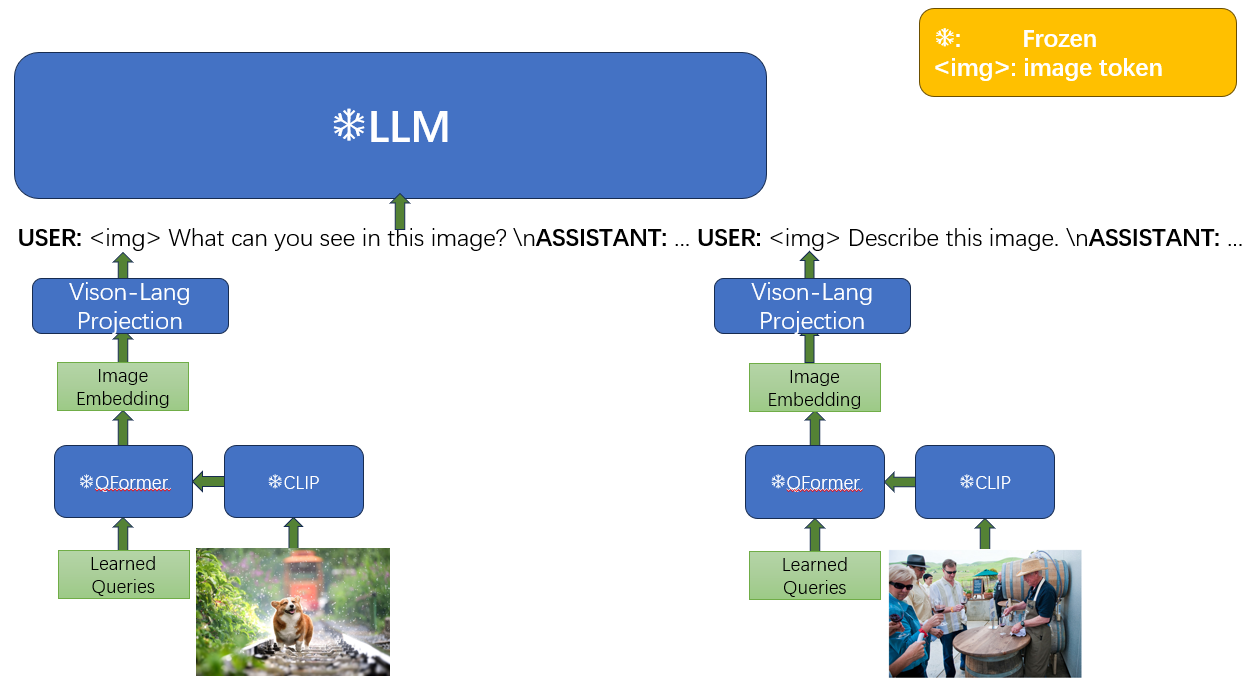 ❄: Frozen
<img>: image token
❄LLM
USER: <img> What can you see in this image? \nASSISTANT: ... USER: <img> Describe this image. \nASSISTANT: ...
Vison-Lang
Projection
Vison-Lang
Projection
Image
Embedding
Image
Embedding
❄QFormer
❄CLIP
❄QFormer
❄CLIP
Learned
Queries
Learned
Queries